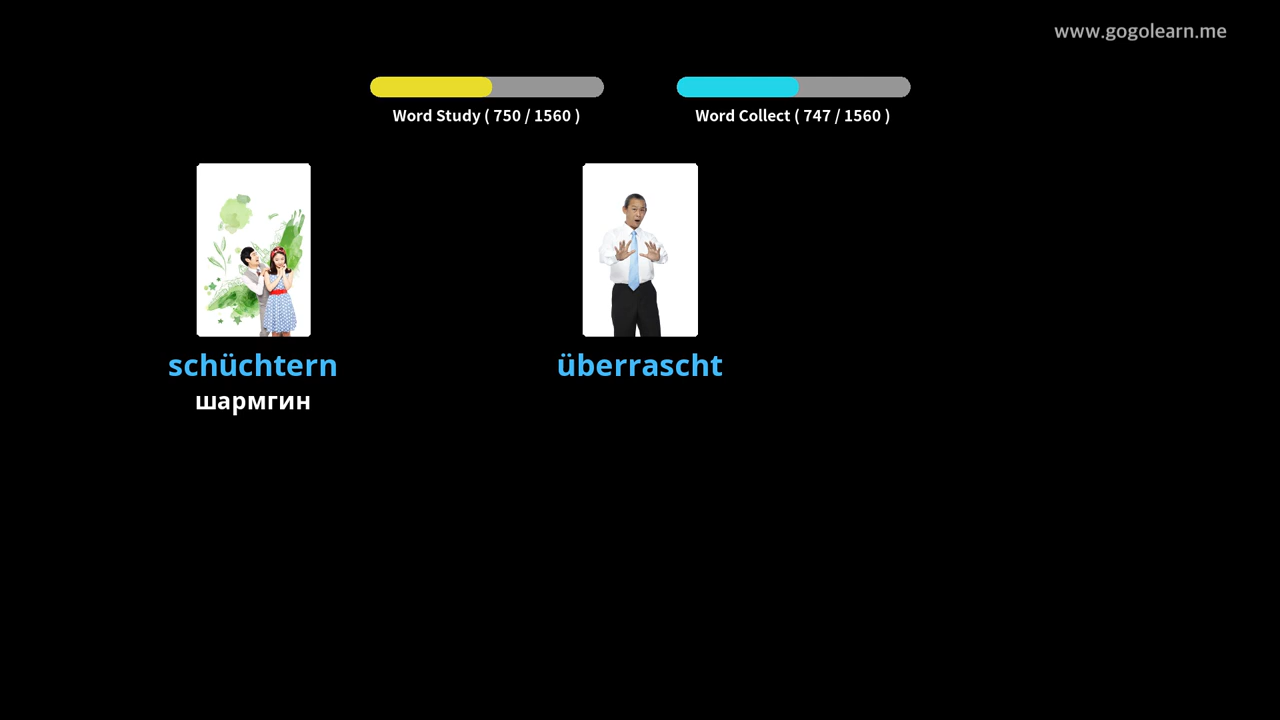 www.gogolearn.me
Word Study ( 750 / 1560 )
Word Collect ( 747 / 1560 )
schüchtern
шармгин
überrascht